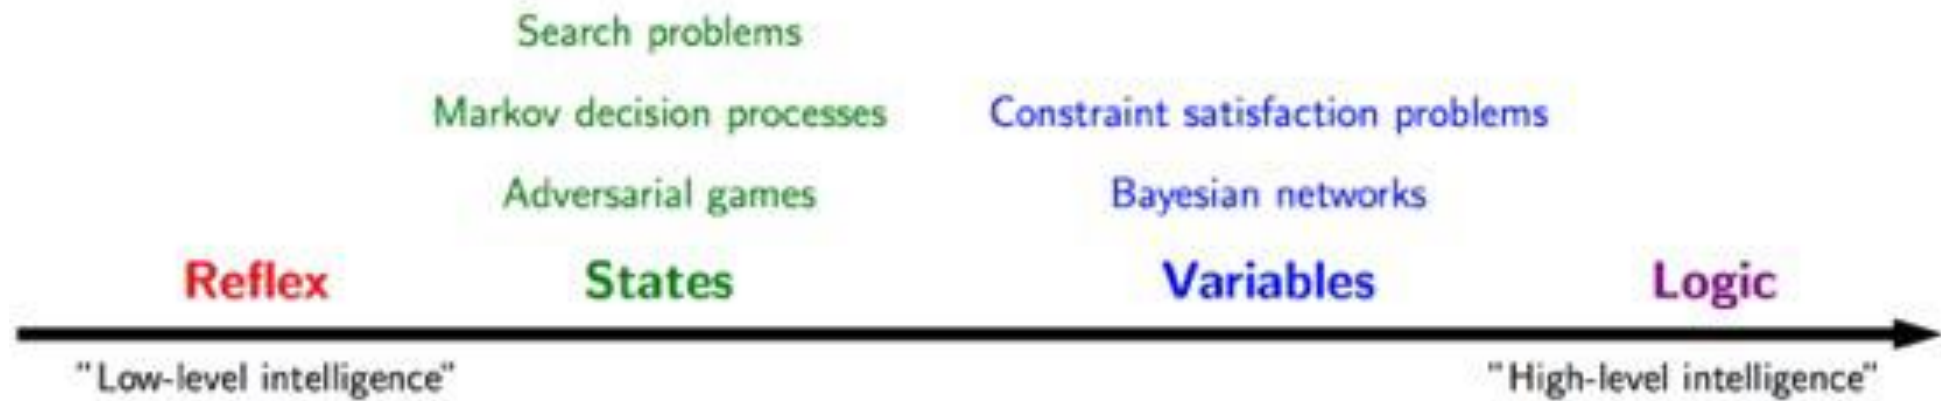 Search problems
Markov decision processes Constraint satisfaction problems
Adversarial games Bayesian networks
Reflex States Variables Logic
"Low-level intelligence" "High-level intelligence"